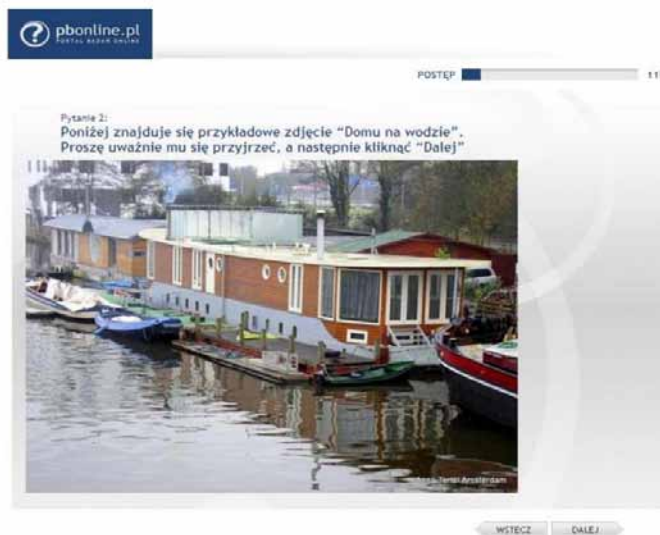 pbonline.pl
PORTAL BADAŃ ONLINE
POSTĘP
Pytanie 2:
Poniżej znajduje się przykładowe zdjęcie "Domu na wodzie".
Proszę uważnie mu się przyjrzeć, a następnie kliknąć "Dalej"
Amsterdam
WSTECZ
DALEJ